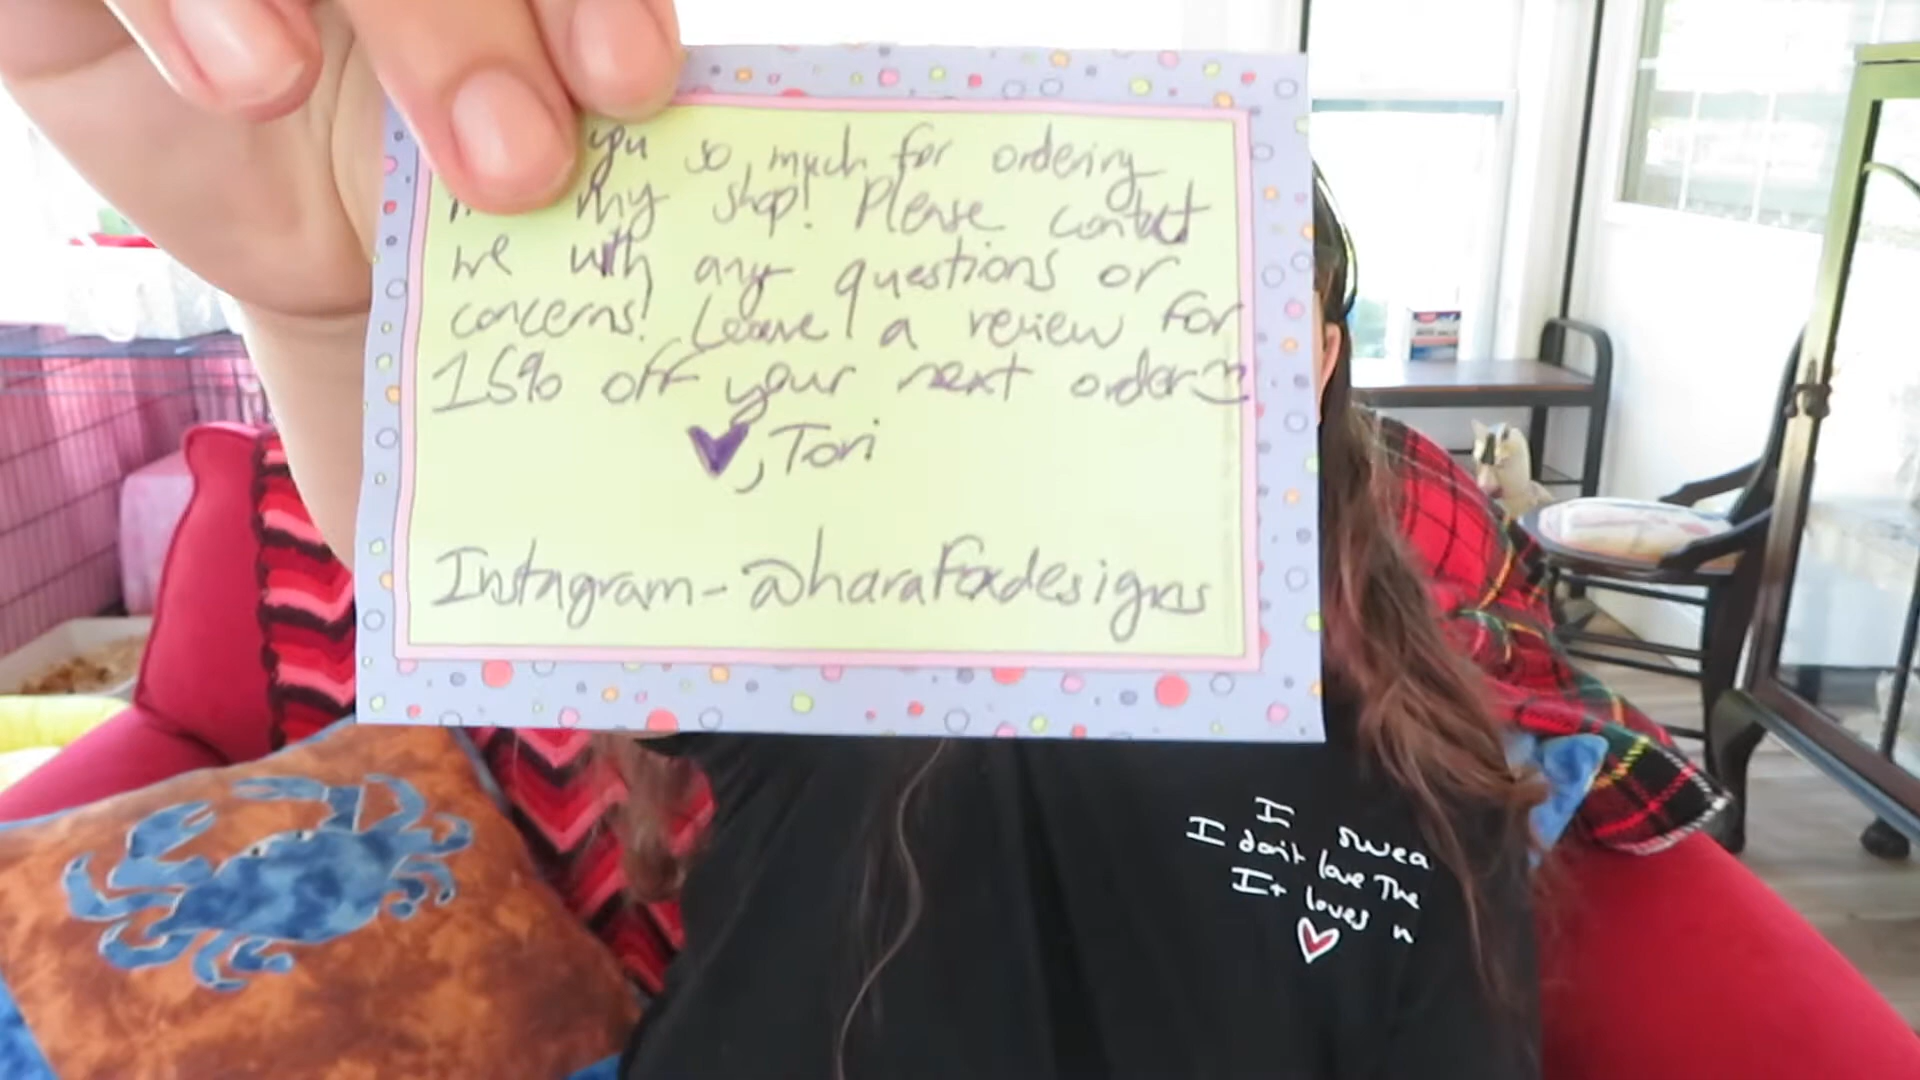 you so much for ordering
my shop! Please contact
me with any questions or
concerns! Leave a review for
15% off your next order
, Tori
Instagram-@harafoxdesigns
I swea
I don't love The
It loves